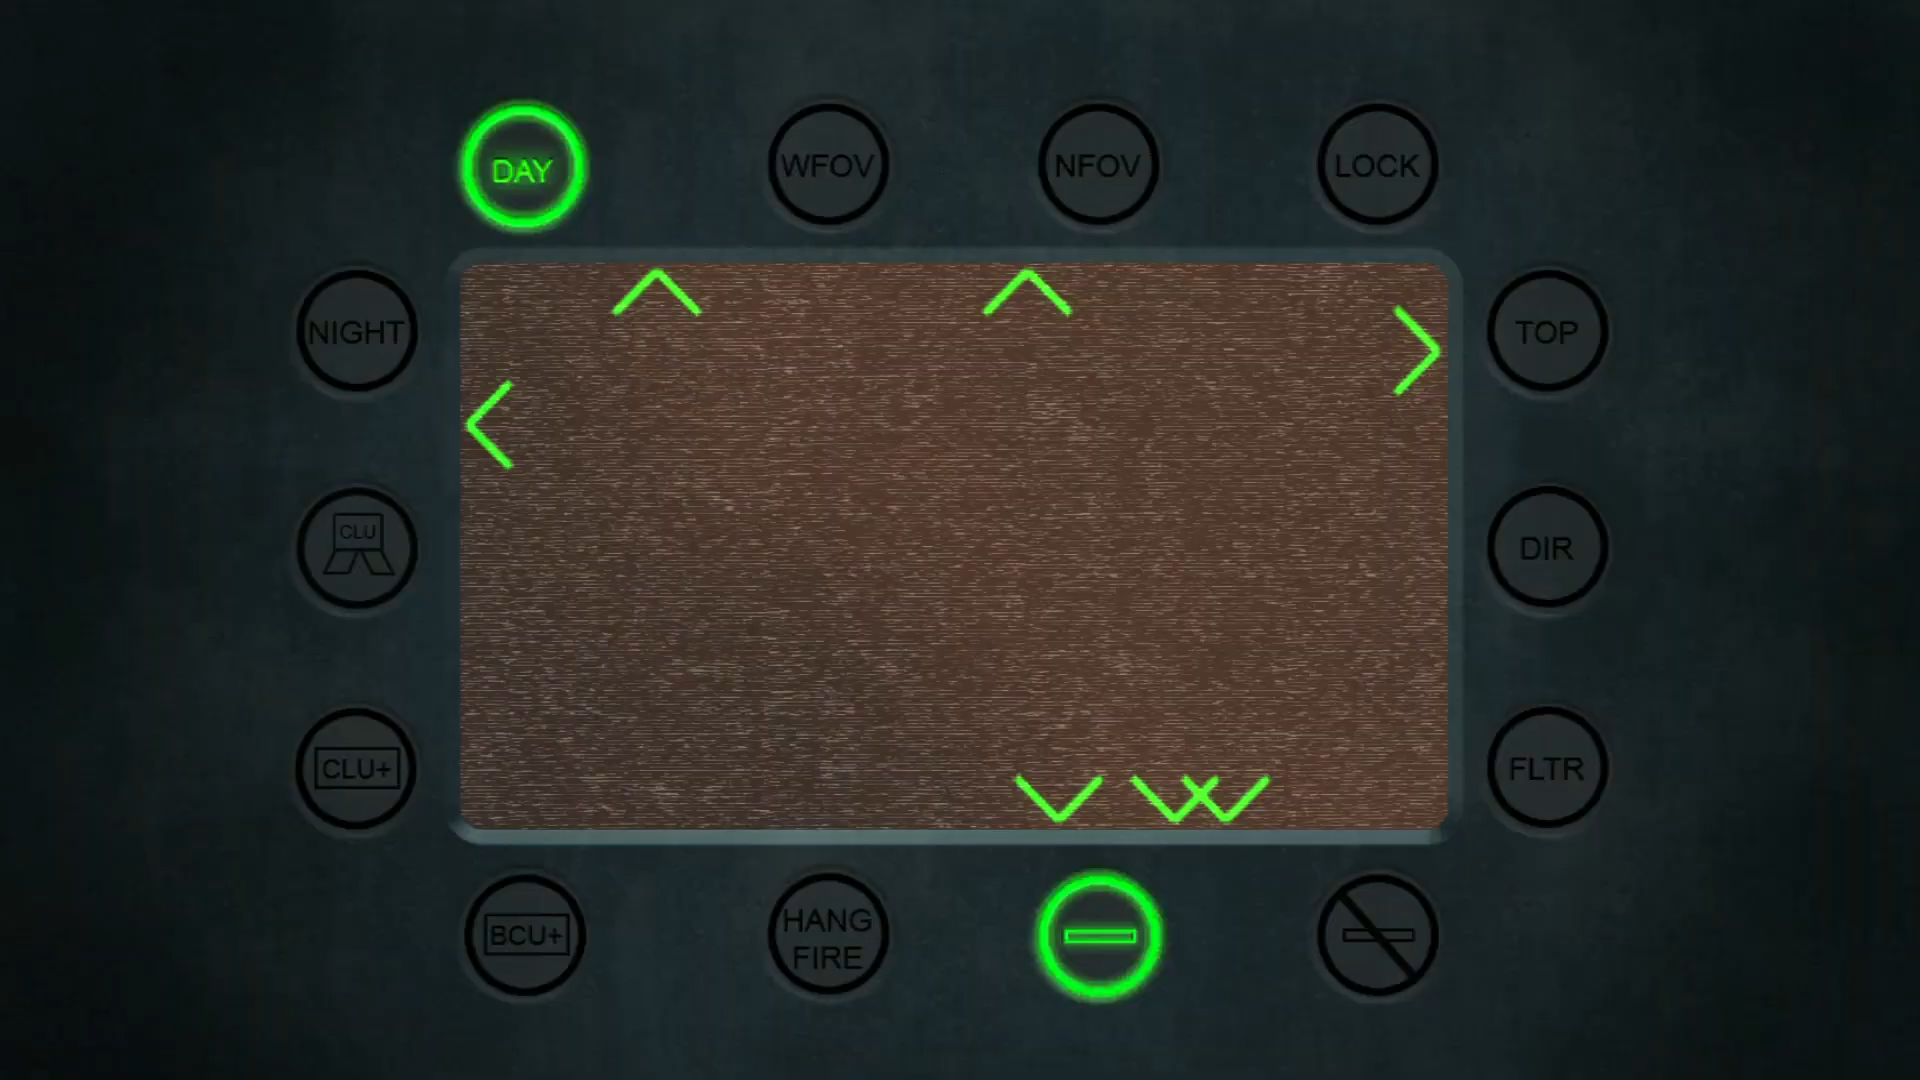 DAY
WFOV
NFOV
LOCK
NIGHT
TOP
CLU
DIR
CLU+
FLTR
BCU+
HANG
FIRE